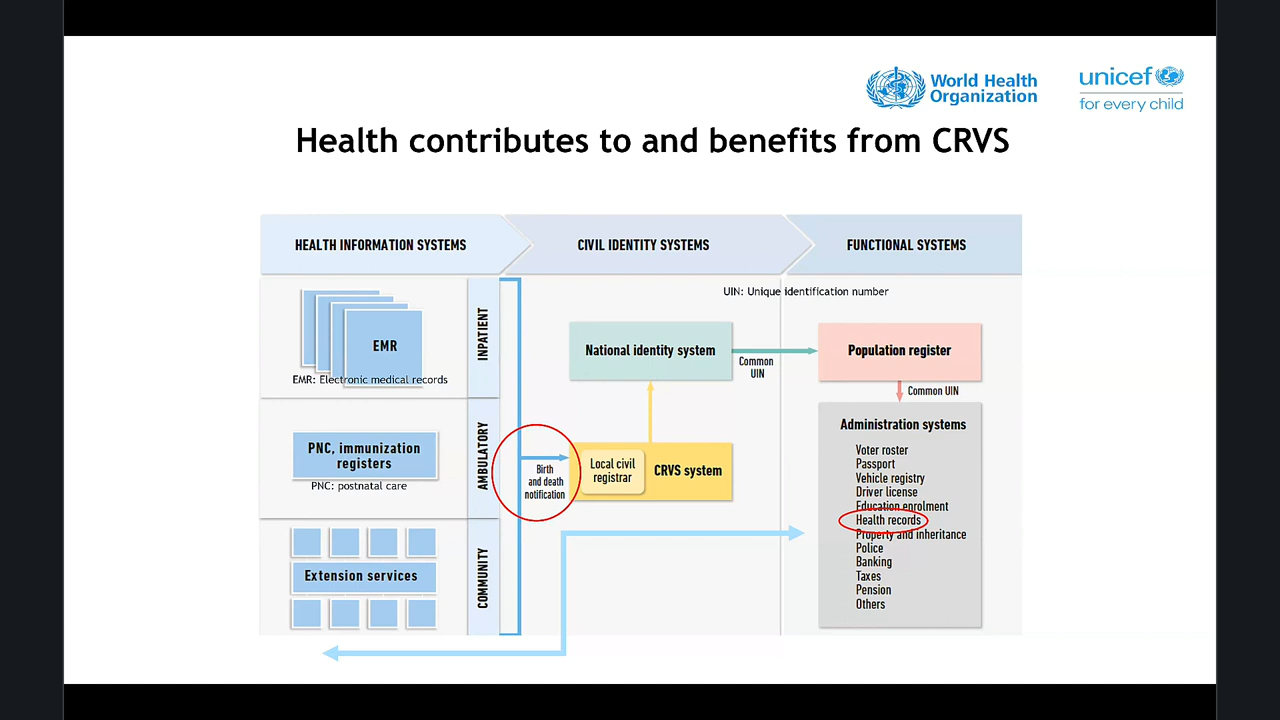 World Health
Organization
unicef
for every child
Health contributes to and benefits from CRVS
HEALTH INFORMATION SYSTEMS
CIVIL IDENTITY SYSTEMS
FUNCTIONAL SYSTEMS
UIN: Unique identification number
EMR
EMR: Electronic medical records
INPATIENT
National identity system
Common
UIN
Population register
Common UIN
PNC, immunization
registers
PNC: postnatal care
AMBULATORY
Birth
and death
notification
Local civil
registrar
CRVS system
Extension services
COMMUNITY
Administration systems
Voter roster
Passport
Vehicle registry
Driver license
Education enrolment
Health records
Property and inheritance
Police
Banking
Taxes
Pension
Others